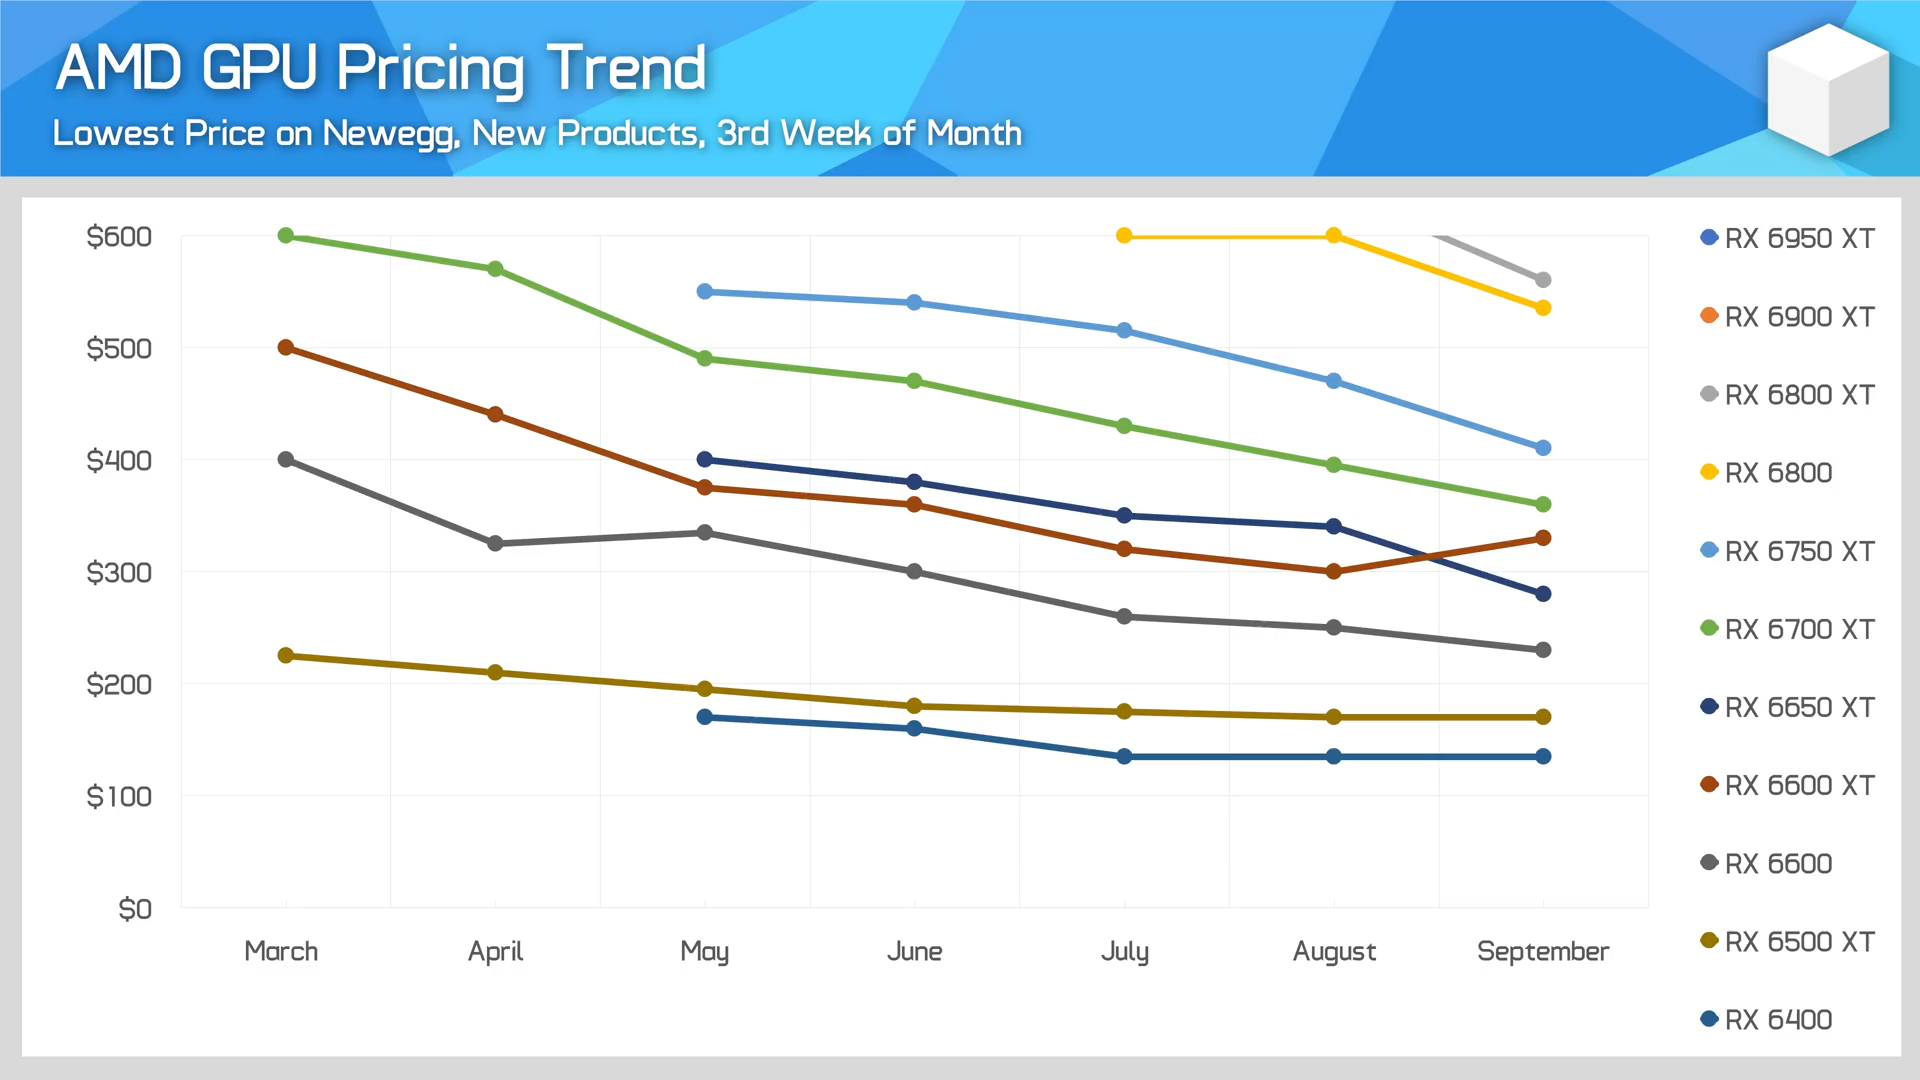 AMD GPU Pricing Trend
Lowest Price on Newegg, New Products, 3rd Week of Month
$600
$500
$400
$300
$200
$100
$0
March
April
May
June
July
August
September
RX 6950 XT
RX 6900 XT
RX 6800 XT
RX 6800
RX 6750 XT
RX 6700 XT
RX 6650 XT
RX 6600 XT
RX 6600
RX 6500 XT
RX 6400